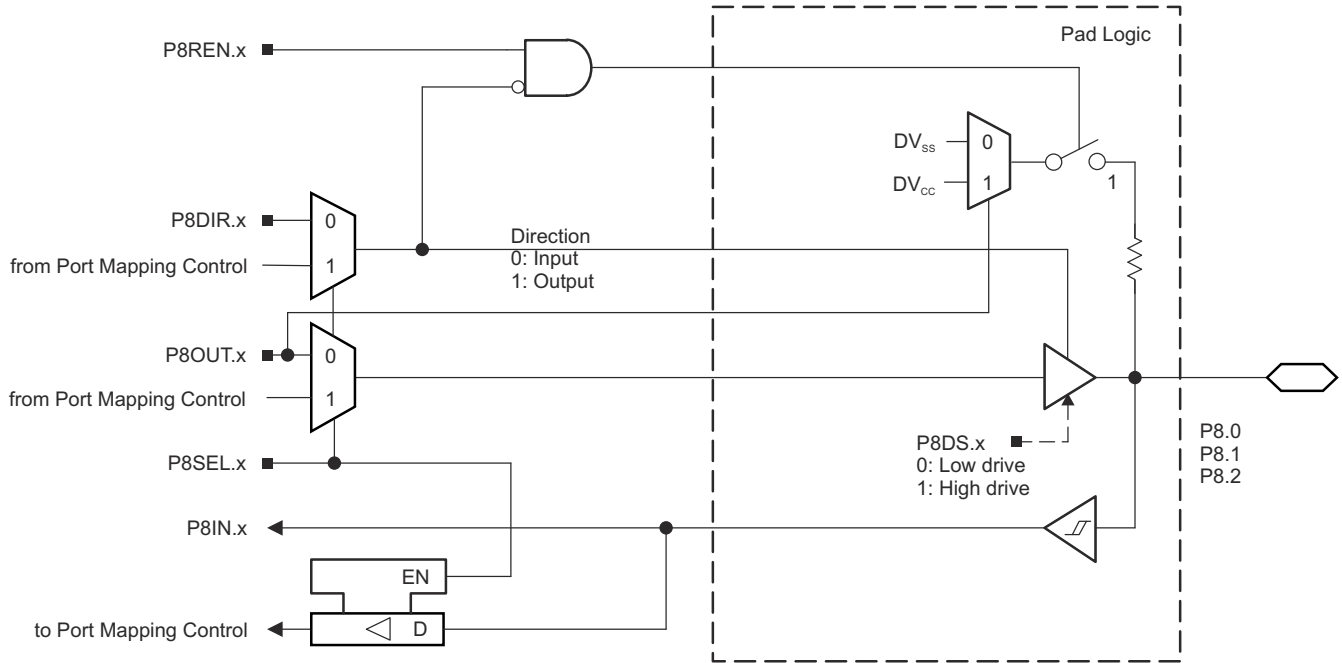 Pad Logic
P8REN.x
DVSS
0
DVCC
1
1
P8DIR.x
0
from Port Mapping Control
1
Direction
0: Input
1: Output
P8OUT.x
0
from Port Mapping Control
1
P8SEL.x
P8DS.x
0: Low drive
1: High drive
P8.0
P8.1
P8.2
P8IN.x
EN
to Port Mapping Control
D